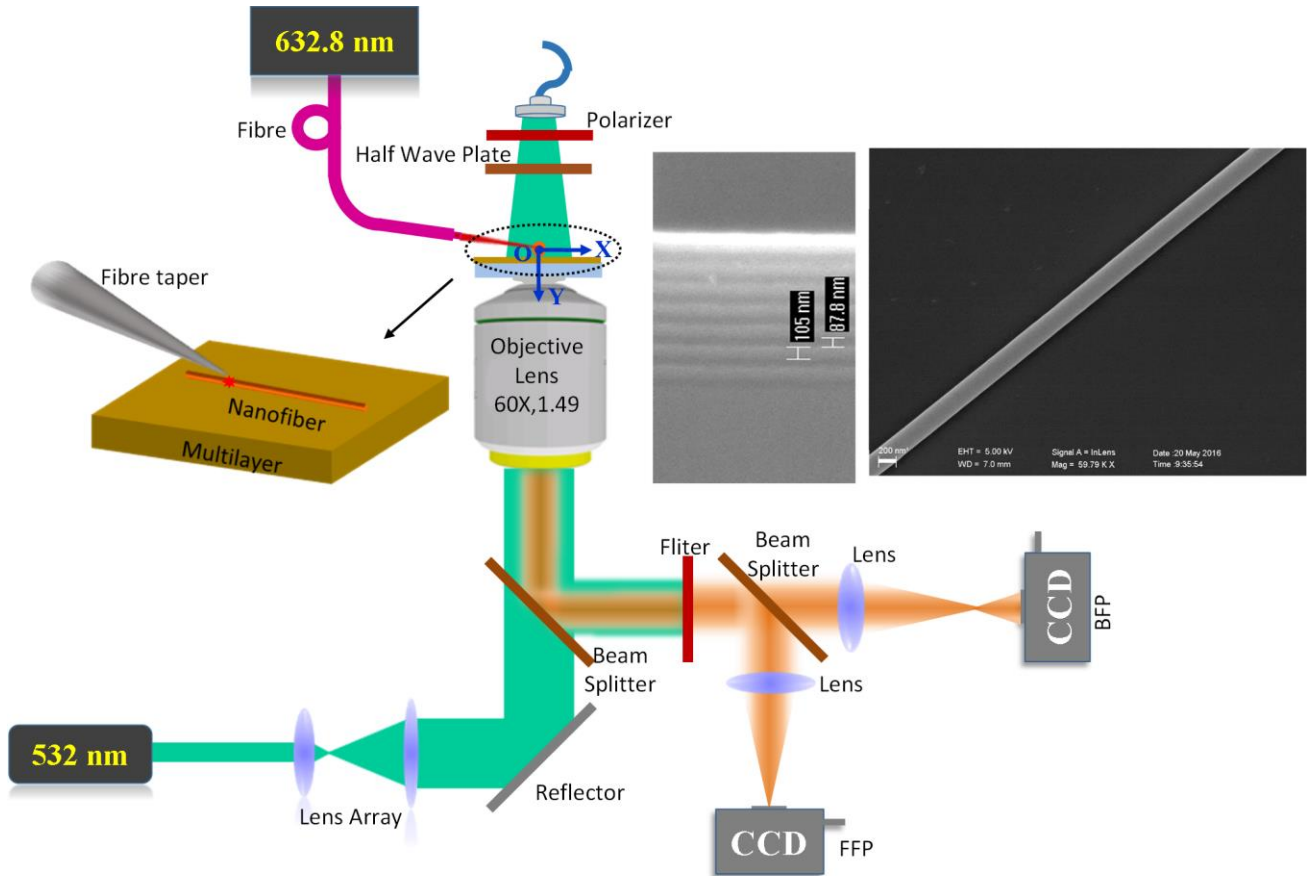 632.8 nm
Fibre
Polarizer
Half Wave Plate
O
X
Y
Fibre taper
Nanofiber
Multilayer
Objective
Lens
60X,1.49
105 nm
87.8 nm
200 nm
EHT = 5.00 kV
WD = 7.0 mm
Signal A = InLens
Mag = 59.79 K X
Date :20 May 2016
Time :9:35:54
Fliter
Beam
Splitter
Lens
CCD
BFP
Beam
Splitter
Lens
532 nm
Lens Array
Reflector
CCD
FFP